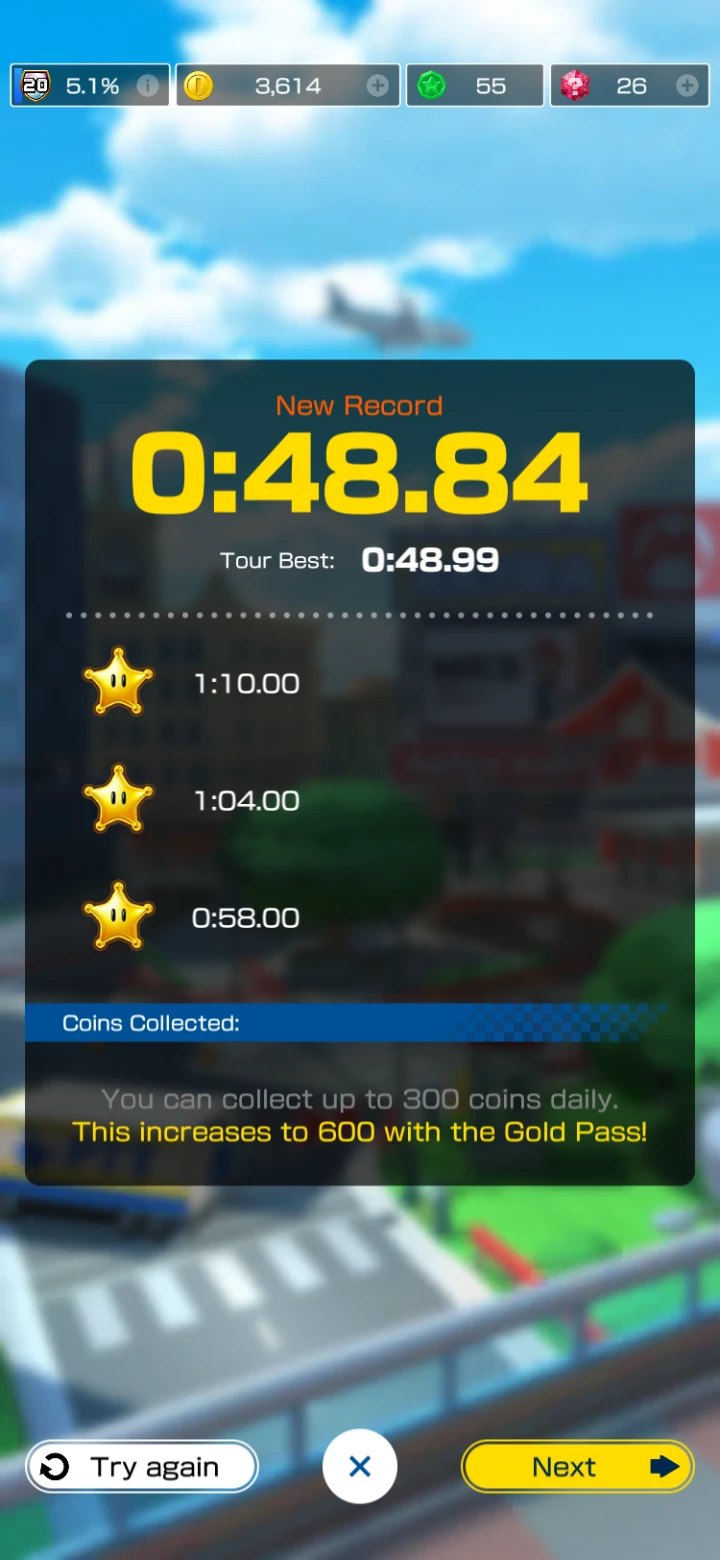 20 5.1% 3,614 55 26
New Record
0:48.84
Tour Best: 0:48.99
1:10.00
1:04.00
0:58.00
Coins Collected:
You can collect up to 300 coins daily.
This increases to 600 with the Gold Pass!
Try again Next